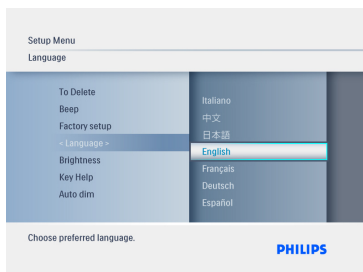 Setup Menu
Language
To Delete
Beep
Factory setup
< Language >
Brightness
Key Help
Auto dim
Italiano
中文
日本語
English
Français
Deutsch
Español
Choose preferred language.
PHILIPS